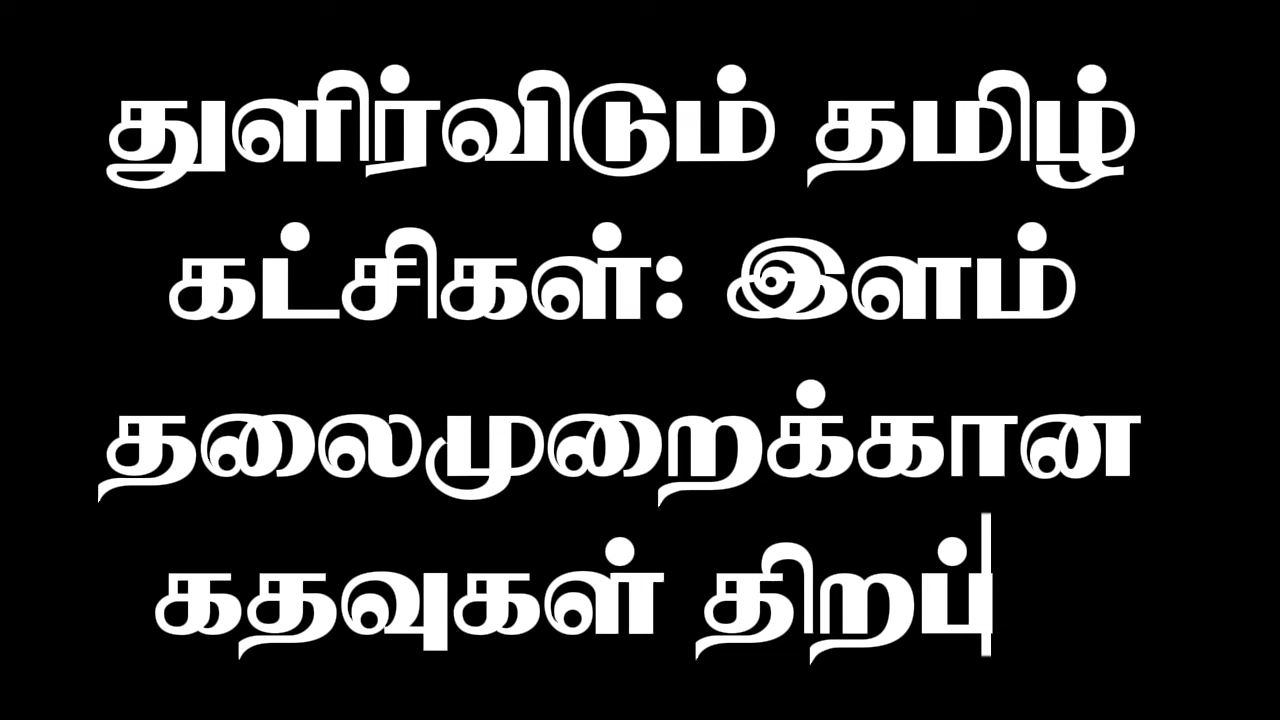 துளிர்விடும் தமிழ்
கட்சிகள்: இளம்
தலைமுறைக்கான
கதவுகள் திறப்